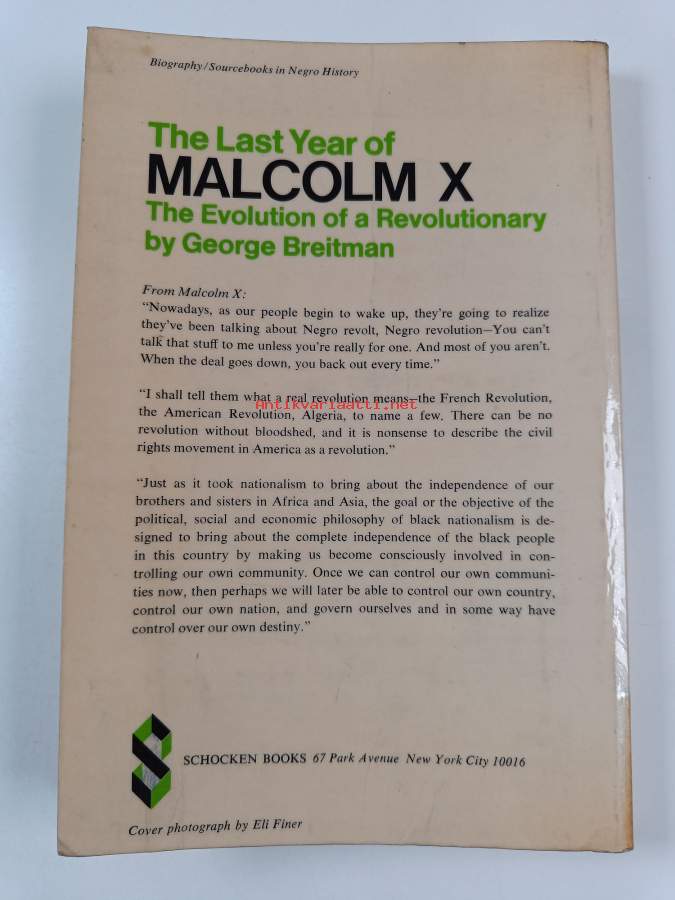 Biography/Sourcebooks in Negro History
The Last Year of
MALCOLM X
The Evolution of a Revolutionary
by George Breitman
From Malcolm X:
“Nowadays, as our people begin to wake up, they’re going to realize
they’ve been talking about Negro revolt, Negro revolution—You can’t
talk that stuff to me unless you’re really for one. And most of you aren’t.
When the deal goes down, you back out every time.”
“I shall tell them what a real revolution means—the French Revolution,
Antikvariaatti.net
the American Revolution, Algeria, to name a few. There can be no
revolution without bloodshed, and it is nonsense to describe the civil
rights movement in America as a revolution.”
“Just as it took nationalism to bring about the independence of our
brothers and sisters in Africa and Asia, the goal or the objective of the
political, social and economic philosophy of black nationalism is de-
signed to bring about the complete independence of the black people
in this country by making us become consciously involved in con-
trolling our own community. Once we can control our own communi-
ties now, then perhaps we will later be able to control our own country,
control our own nation, and govern ourselves and in some way have
control over our own destiny.”
SCHOCKEN BOOKS 67 Park Avenue New York City 10016
Cover photograph by Eli Finer